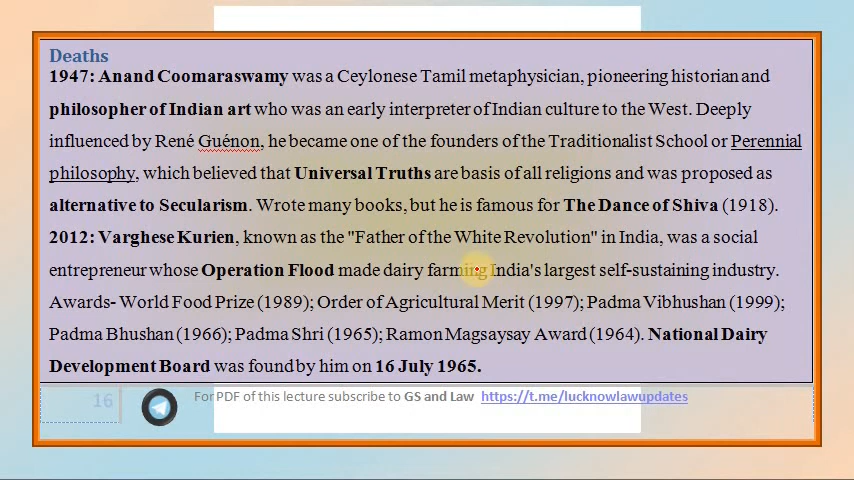 Deaths
1947: Anand Coomaraswamy was a Ceylonese Tamil metaphysician, pioneering historian and
philosopher of Indian art who was an early interpreter of Indian culture to the West. Deeply
influenced by René Guénon, he became one of the founders of the Traditionalist School or Perennial
philosophy, which believed that Universal Truths are basis of all religions and was proposed as
alternative to Secularism. Wrote many books, but he is famous for The Dance of Shiva (1918).
2012: Varghese Kurien, known as the "Father of the White Revolution" in India, was a social
entrepreneur whose Operation Flood made dairy farming India's largest self-sustaining industry.
Awards- World Food Prize (1989); Order of Agricultural Merit (1997); Padma Vibhushan (1999);
Padma Bhushan (1966); Padma Shri (1965); Ramon Magsaysay Award (1964). National Dairy
Development Board was found by him on 16 July 1965.
16 For PDF of this lecture subscribe to GS and Law https://t.me/lucknowlawupdates